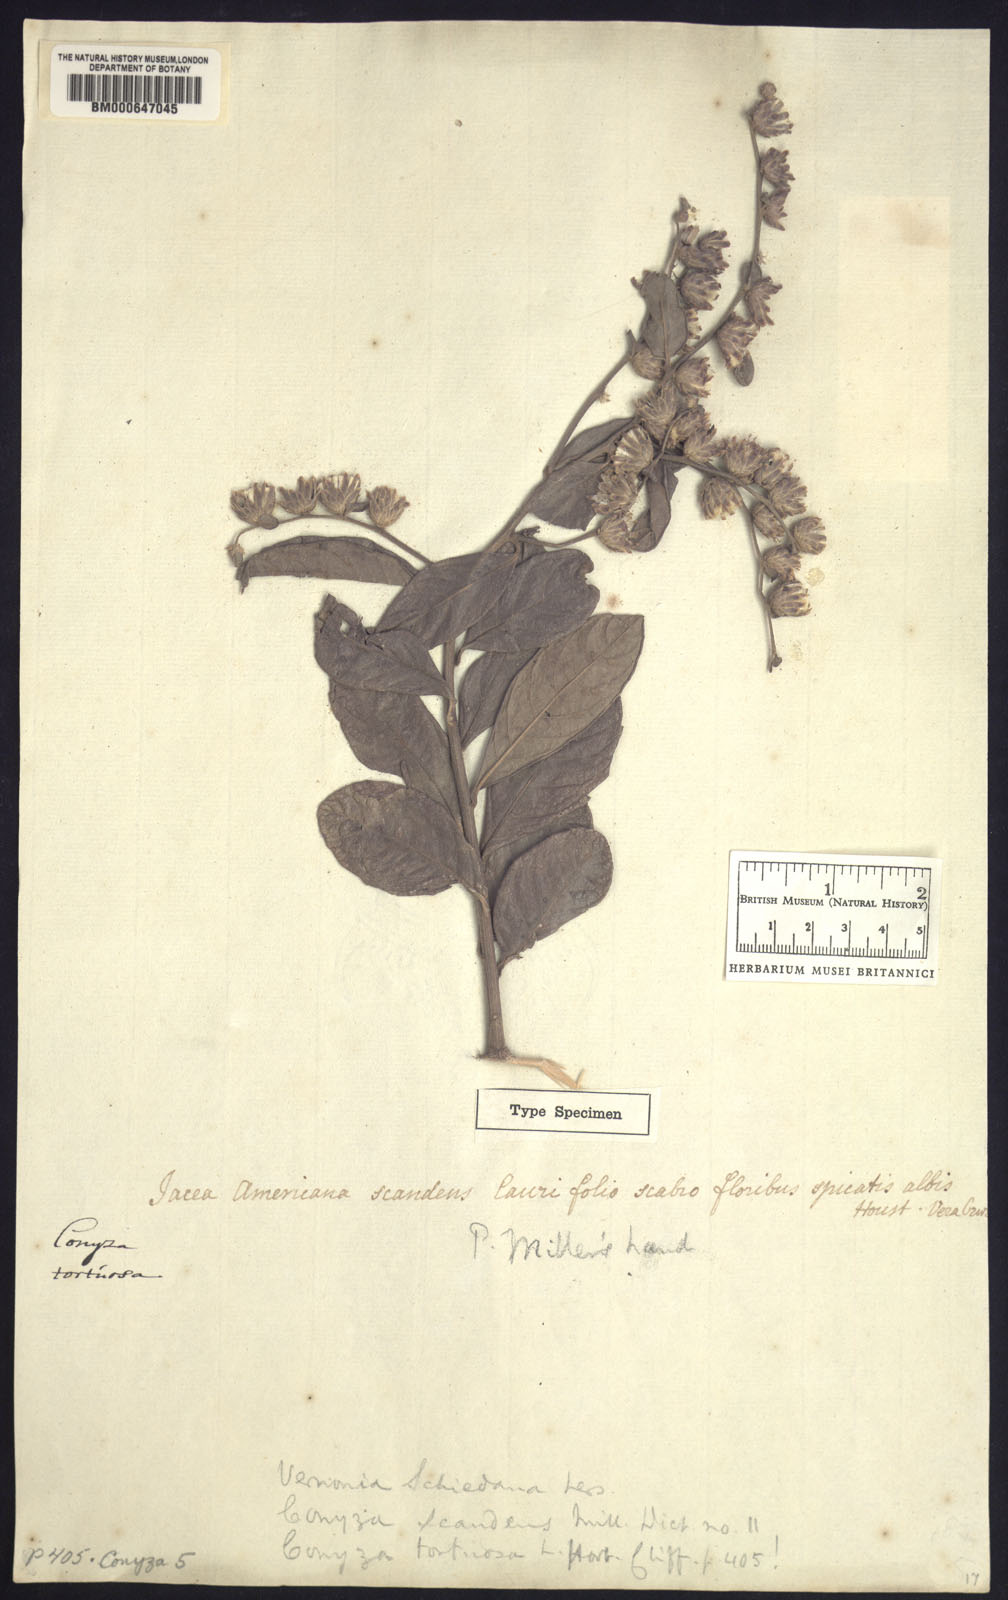 THE NATURAL HISTORY MUSEUM, LONDON
DEPARTMENT OF BOTANY
BM000647045
1 2
BRITISH MUSEUM (NATURAL HISTORY)
1 2 3 4 5
HERBARIUM MUSEI BRITANNICI
Type Specimen
Jacea Americana scandens lauri folio scabro floribus spicatis albis
Houst. Vera Cruz.
P. Miller's hand
Conyza
tortuosa
Vernonia Schiedana Less.
Conyza scandens Mill. Dict. no. 11
Conyza tortuosa L. Hort. Cliff. p. 405!
p 405. Conyza 5
17